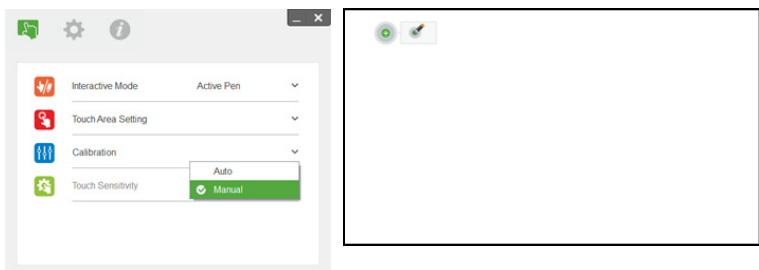 Interactive Mode Active Pen
Touch Area Setting
Calibration
Auto
Touch Sensitivity Manual